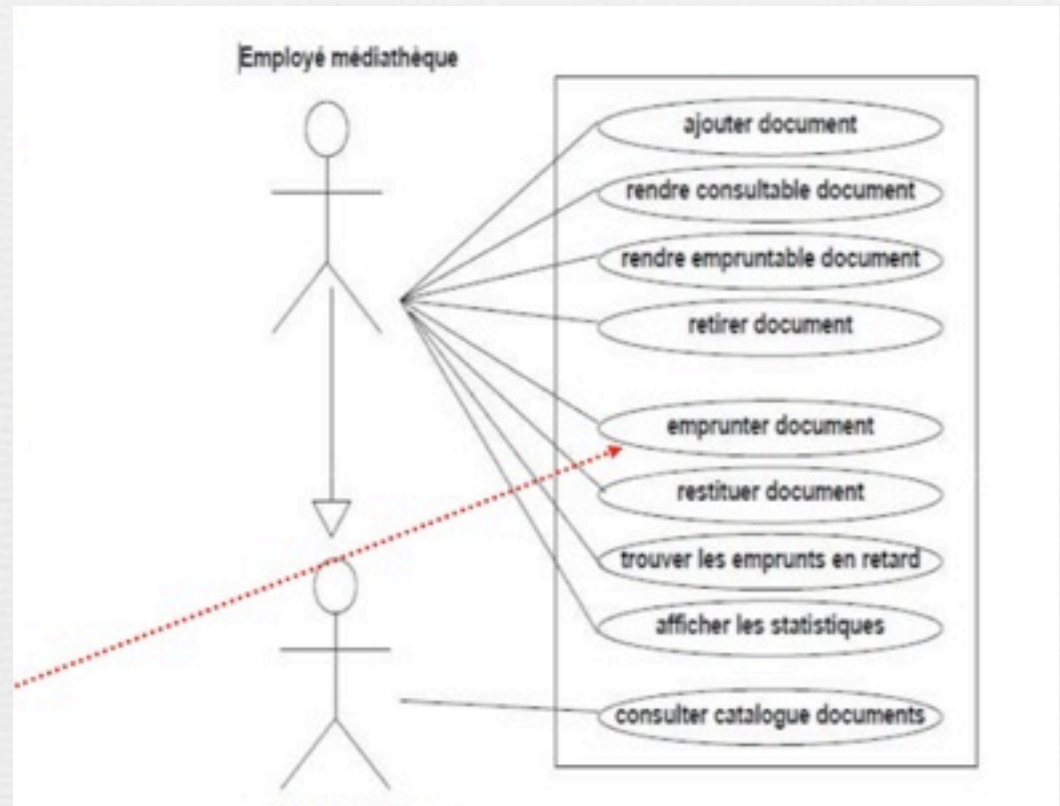 Employé médiathèque
ajouter document
rendre consultable document
rendre empruntable document
retirer document
emprunter document
restituer document
trouver les emprunts en retard
afficher les statistiques
consulter catalogue documents